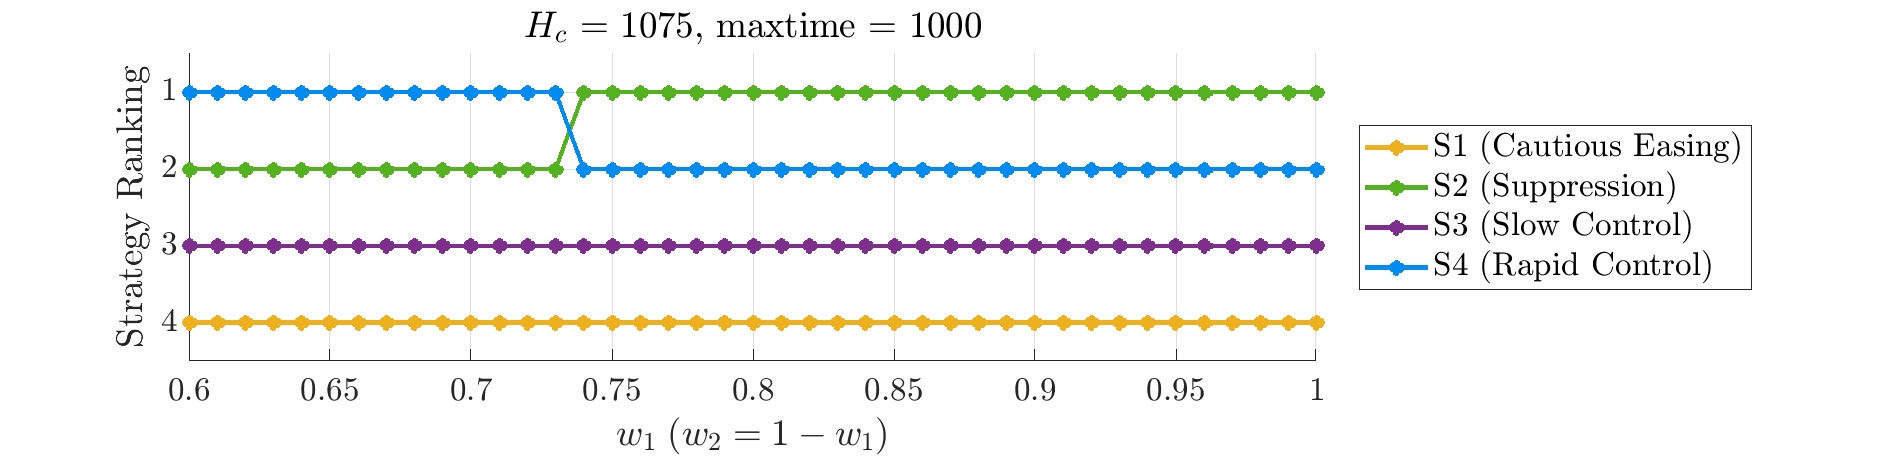 H_c = 1075, maxtime = 1000
Strategy Ranking
1
2
3
4
0.6 0.65 0.7 0.75 0.8 0.85 0.9 0.95 1
w_1 (w_2 = 1 − w_1)
S1 (Cautious Easing)
S2 (Suppression)
S3 (Slow Control)
S4 (Rapid Control)